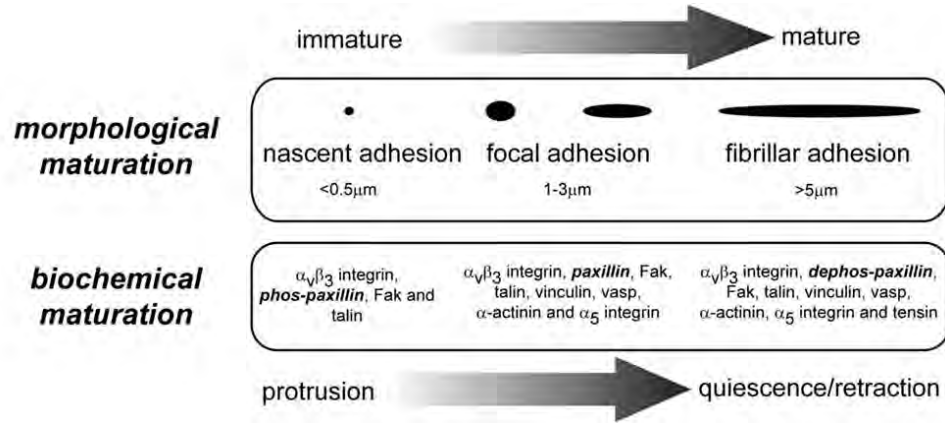 immature mature
morphological
maturation
nascent adhesion focal adhesion fibrillar adhesion
<0.5μm 1-3μm >5μm
biochemical
maturation
αvβ3 integrin,
phos-paxillin, Fak and
talin
αvβ3 integrin, paxillin, Fak,
talin, vinculin, vasp,
α-actinin and α5 integrin
αvβ3 integrin, dephos-paxillin,
Fak, talin, vinculin, vasp,
α-actinin, α5 integrin and tensin
protrusion quiescence/retraction